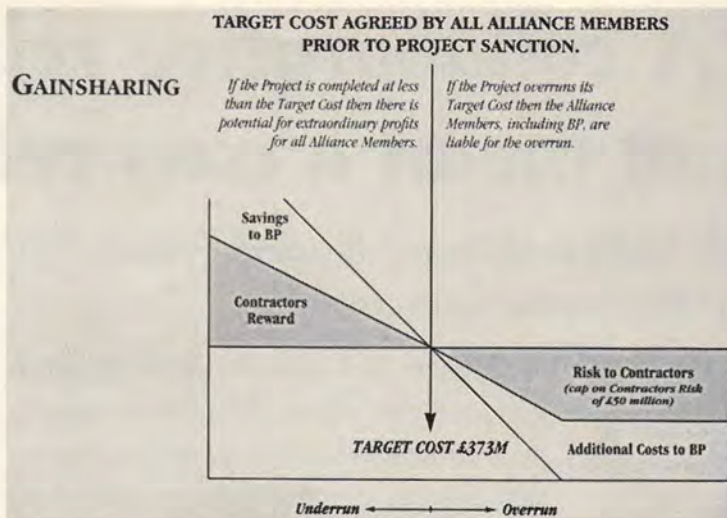 TARGET COST AGREED BY ALL ALLIANCE MEMBERS
PRIOR TO PROJECT SANCTION.
GAINSHARING
If the Project is completed at less
than the Target Cost then there is
potential for extraordinary profits
for all Alliance Members.
If the Project overruns its
Target Cost then the Alliance
Members, including BP, are
liable for the overrun.
Savings
to BP
Contractors
Reward
Risk to Contractors
(cap on Contractors Risk
of £50 million)
TARGET COST £373M
Additional Costs to BP
Underrun
Overrun